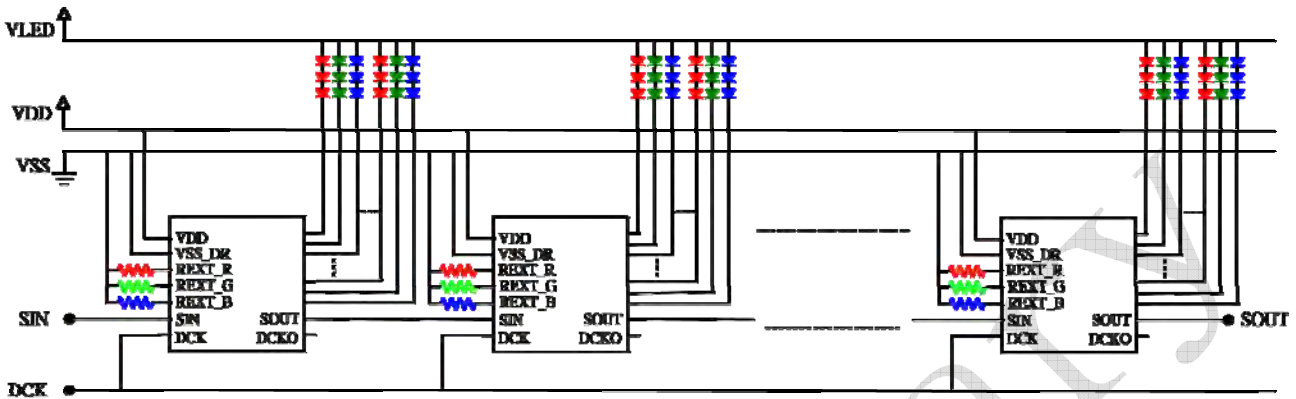 VLED
VDD
VSS
VDD
VSS_DR
REXT_R
REXT_G
REXT_B
SIN
DCK
SOUT
DCKO
VDD
VSS_DR
REXT_R
REXT_G
REXT_B
SIN
DCK
SOUT
DCKO
VDD
VSS_DR
REXT_R
REXT_G
REXT_B
SIN
DCK
SOUT
DCKO
SIN
SOUT
DCK